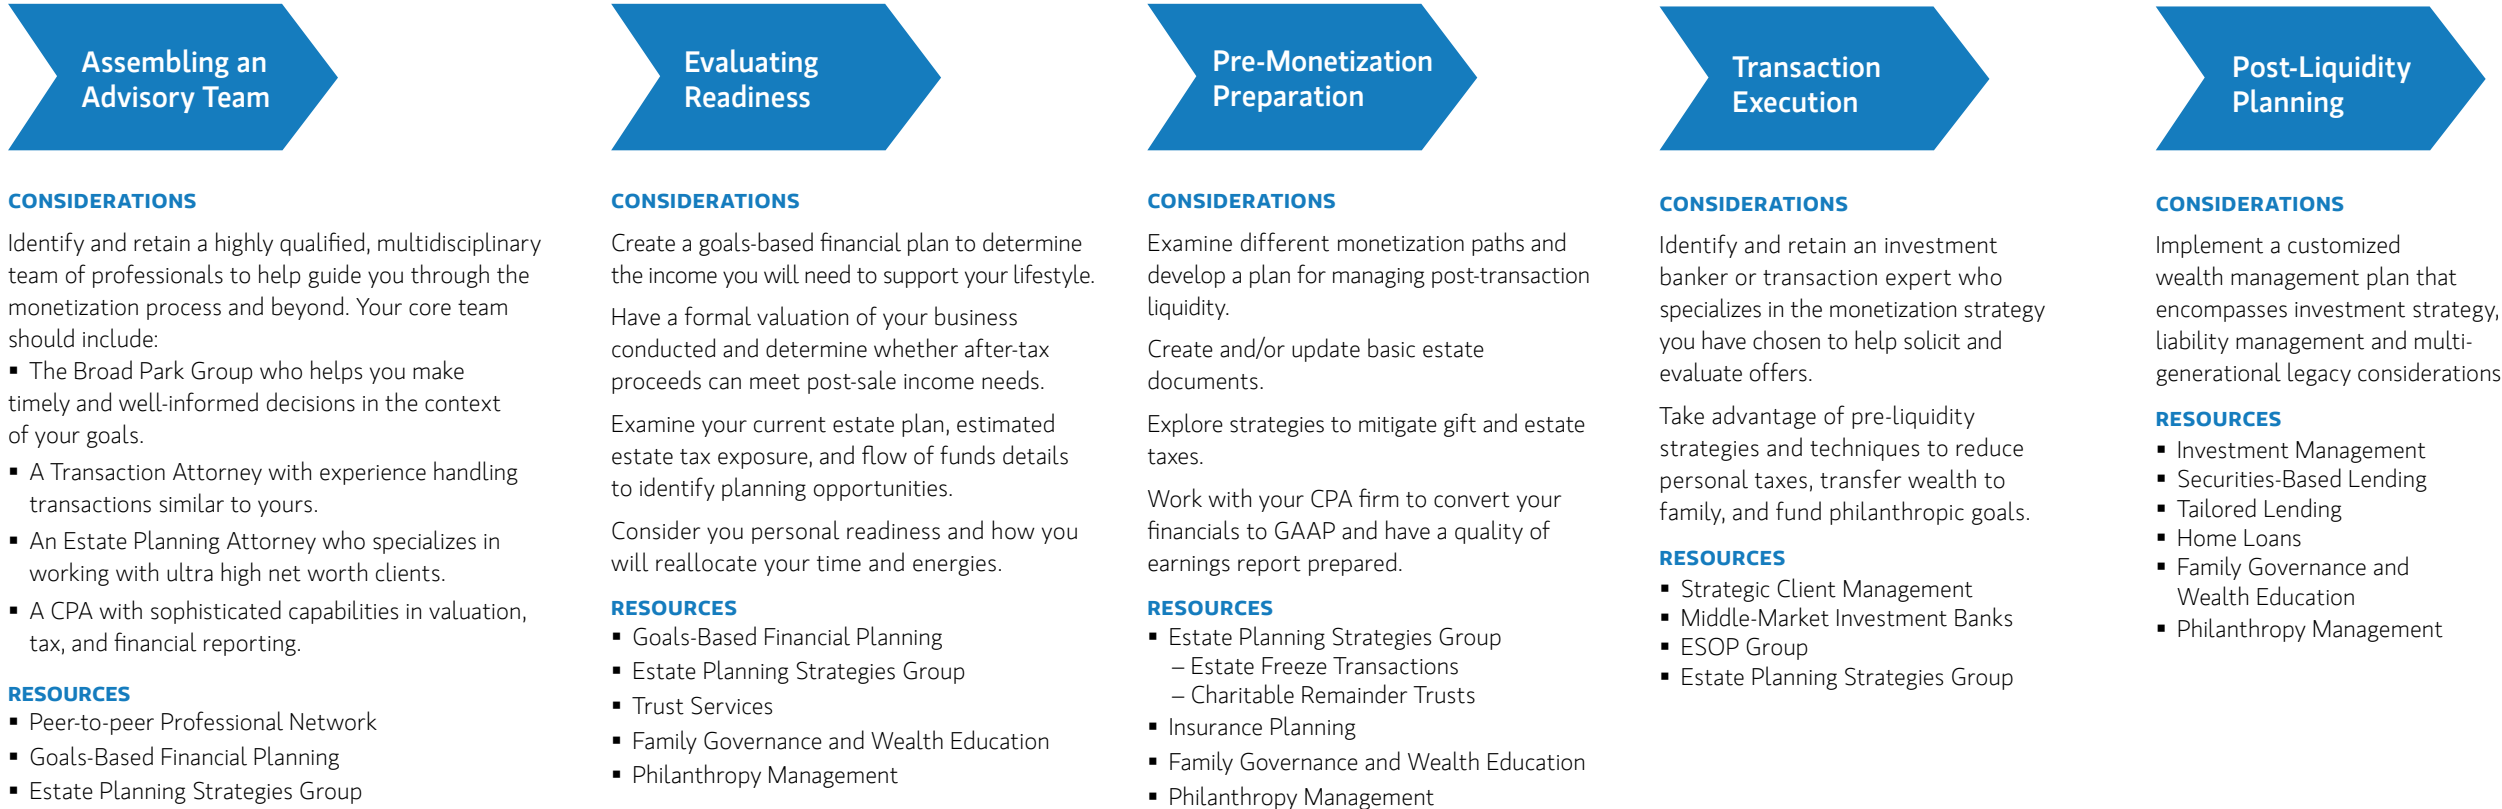 Assembling an
Advisory Team
CONSIDERATIONS
Identify and retain a highly qualified, multidisciplinary
team of professionals to help guide you through the
monetization process and beyond. Your core team
should include:
▪ The Broad Park Group who helps you make
timely and well-informed decisions in the context
of your goals.
▪ A Transaction Attorney with experience handling
transactions similar to yours.
▪ An Estate Planning Attorney who specializes in
working with ultra high net worth clients.
▪ A CPA with sophisticated capabilities in valuation,
tax, and financial reporting.
RESOURCES
▪ Peer-to-peer Professional Network
▪ Goals-Based Financial Planning
▪ Estate Planning Strategies Group
Evaluating
Readiness
CONSIDERATIONS
Create a goals-based financial plan to determine
the income you will need to support your lifestyle.
Have a formal valuation of your business
conducted and determine whether after-tax
proceeds can meet post-sale income needs.
Examine your current estate plan, estimated
estate tax exposure, and flow of funds details
to identify planning opportunities.
Consider you personal readiness and how you
will reallocate your time and energies.
RESOURCES
▪ Goals-Based Financial Planning
▪ Estate Planning Strategies Group
▪ Trust Services
▪ Family Governance and Wealth Education
▪ Philanthropy Management
Pre-Monetization
Preparation
CONSIDERATIONS
Examine different monetization paths and
develop a plan for managing post-transaction
liquidity.
Create and/or update basic estate
documents.
Explore strategies to mitigate gift and estate
taxes.
Work with your CPA firm to convert your
financials to GAAP and have a quality of
earnings report prepared.
RESOURCES
▪ Estate Planning Strategies Group
– Estate Freeze Transactions
– Charitable Remainder Trusts
▪ Insurance Planning
▪ Family Governance and Wealth Education
▪ Philanthropy Management
Transaction
Execution
CONSIDERATIONS
Identify and retain an investment
banker or transaction expert who
specializes in the monetization strategy
you have chosen to help solicit and
evaluate offers.
Take advantage of pre-liquidity
strategies and techniques to reduce
personal taxes, transfer wealth to
family, and fund philanthropic goals.
RESOURCES
▪ Strategic Client Management
▪ Middle-Market Investment Banks
▪ ESOP Group
▪ Estate Planning Strategies Group
Post-Liquidity
Planning
CONSIDERATIONS
Implement a customized
wealth management plan that
encompasses investment strategy,
liability management and multi-
generational legacy considerations
RESOURCES
▪ Investment Management
▪ Securities-Based Lending
▪ Tailored Lending
▪ Home Loans
▪ Family Governance and
Wealth Education
▪ Philanthropy Management